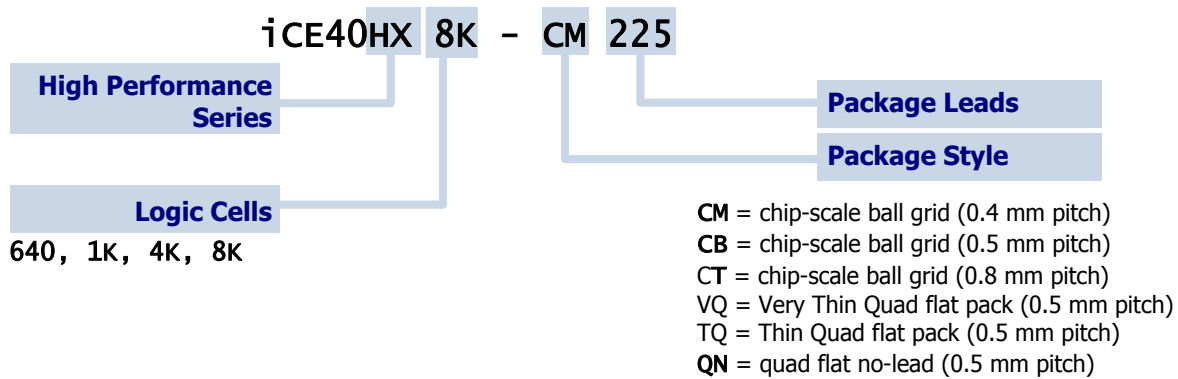 iCE40HX 8K - CM 225
High Performance
Series
Package Leads
Package Style
Logic Cells
640, 1K, 4K, 8K
CM = chip-scale ball grid (0.4 mm pitch)
CB = chip-scale ball grid (0.5 mm pitch)
CT = chip-scale ball grid (0.8 mm pitch)
VQ = Very Thin Quad flat pack (0.5 mm pitch)
TQ = Thin Quad flat pack (0.5 mm pitch)
QN = quad flat no-lead (0.5 mm pitch)